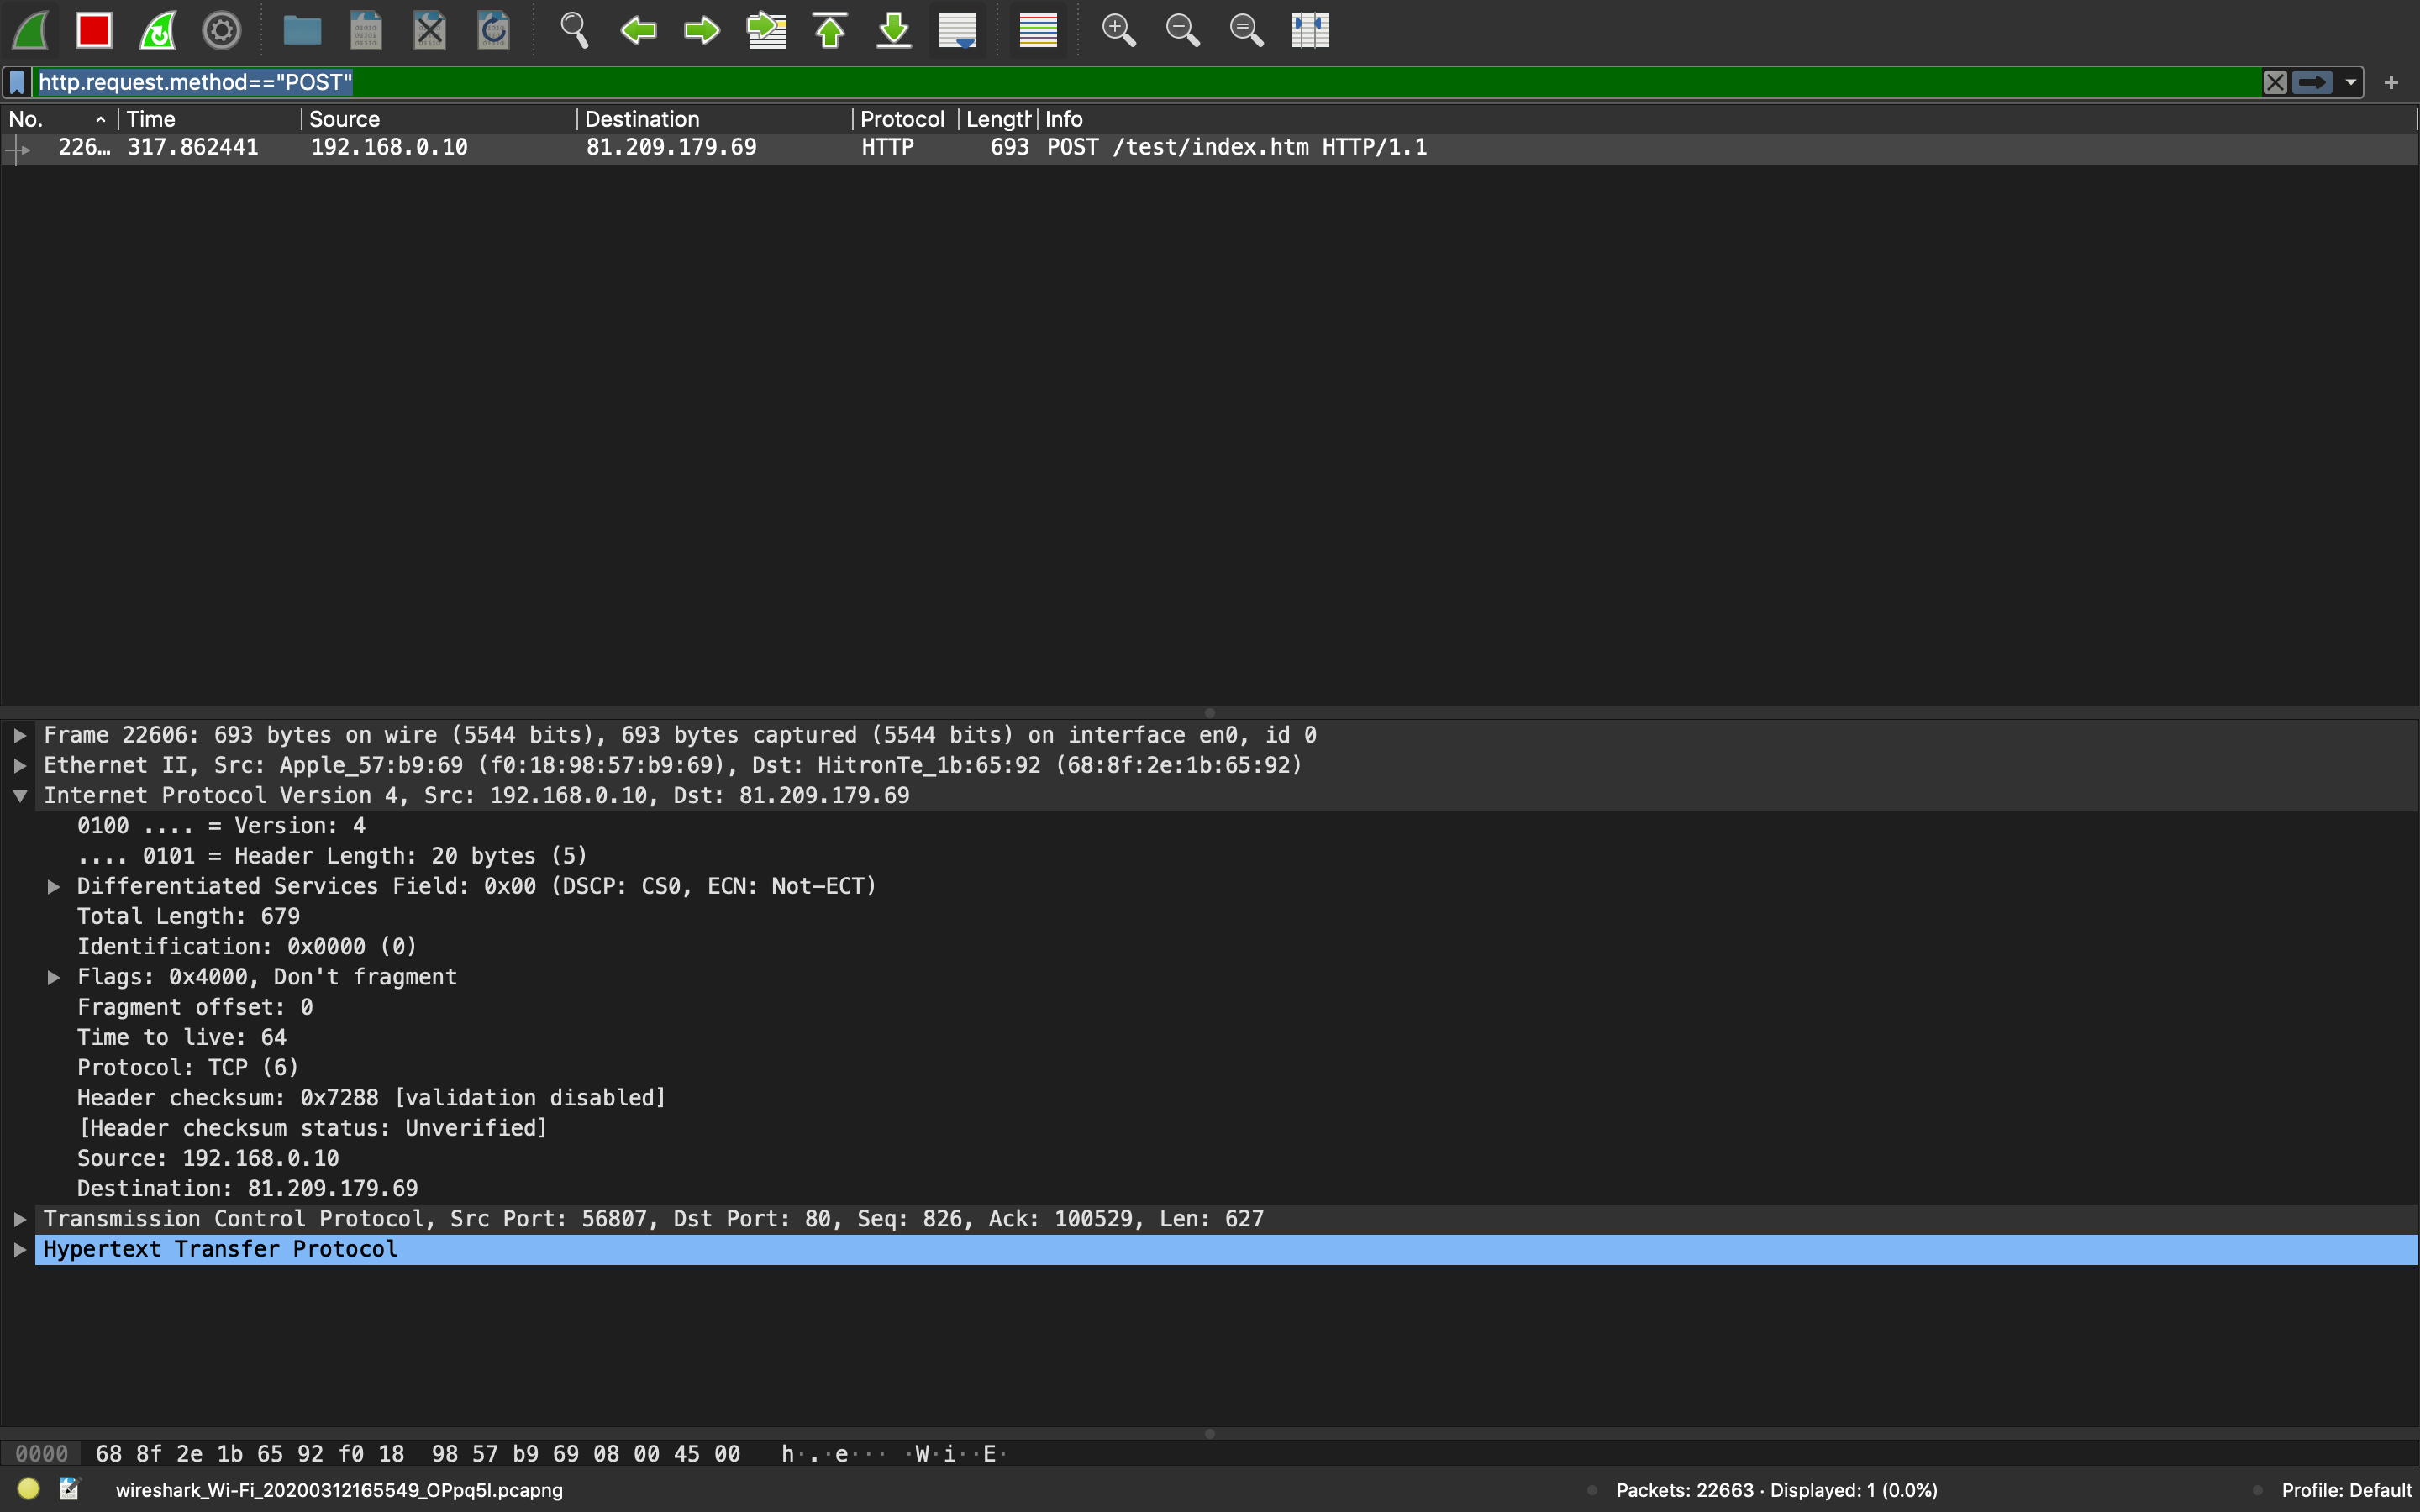 http.request.method=="POST"
No. Time Source Destination Protocol Length Info
226… 317.862441 192.168.0.10 81.209.179.69 HTTP 693 POST /test/index.htm HTTP/1.1
Frame 22606: 693 bytes on wire (5544 bits), 693 bytes captured (5544 bits) on interface en0, id 0
Ethernet II, Src: Apple_57:b9:69 (f0:18:98:57:b9:69), Dst: HitronTe_1b:65:92 (68:8f:2e:1b:65:92)
Internet Protocol Version 4, Src: 192.168.0.10, Dst: 81.209.179.69
0100 .... = Version: 4
.... 0101 = Header Length: 20 bytes (5)
Differentiated Services Field: 0x00 (DSCP: CS0, ECN: Not-ECT)
Total Length: 679
Identification: 0x0000 (0)
Flags: 0x4000, Don't fragment
Fragment offset: 0
Time to live: 64
Protocol: TCP (6)
Header checksum: 0x7288 [validation disabled]
[Header checksum status: Unverified]
Source: 192.168.0.10
Destination: 81.209.179.69
Transmission Control Protocol, Src Port: 56807, Dst Port: 80, Seq: 826, Ack: 100529, Len: 627
Hypertext Transfer Protocol
0000 68 8f 2e 1b 65 92 f0 18 98 57 b9 69 08 00 45 00 h·.·e··· ·W·i··E·
wireshark_Wi-Fi_20200312165549_OPpq5l.pcapng Packets: 22663 · Displayed: 1 (0.0%) Profile: Default